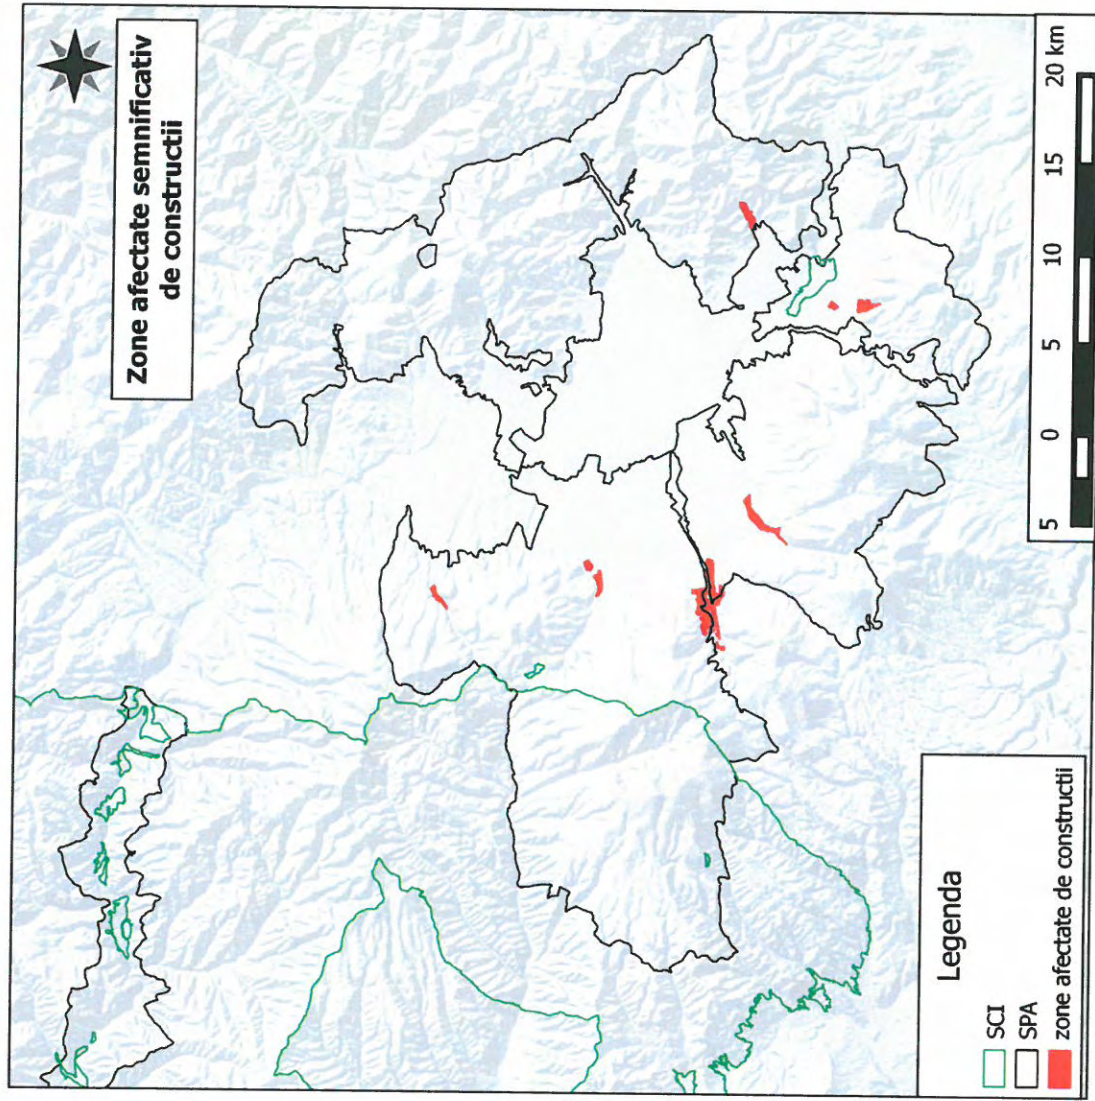 Zone afectate semnificativ
de constructii
Legenda
SCI
SPA
zone afectate de constructii
5 0 5 10 15 20 km